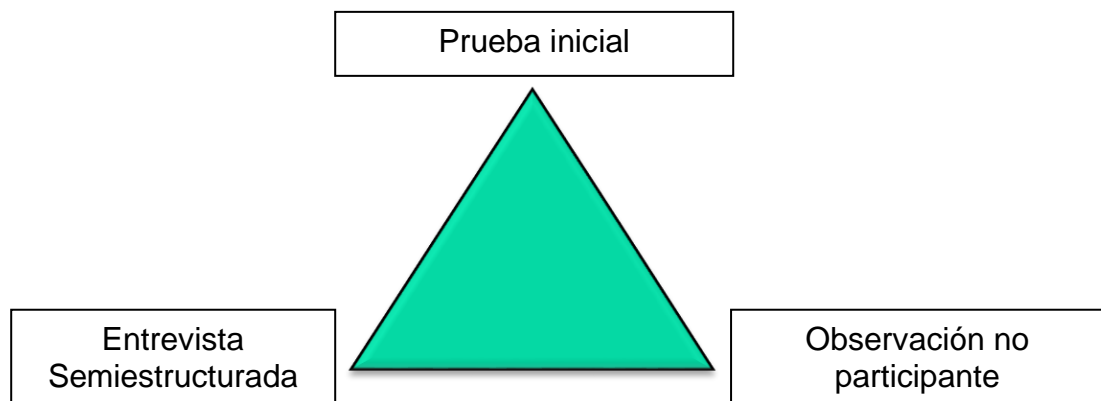 Prueba inicial
Entrevista
Semiestructurada
Observación no
participante